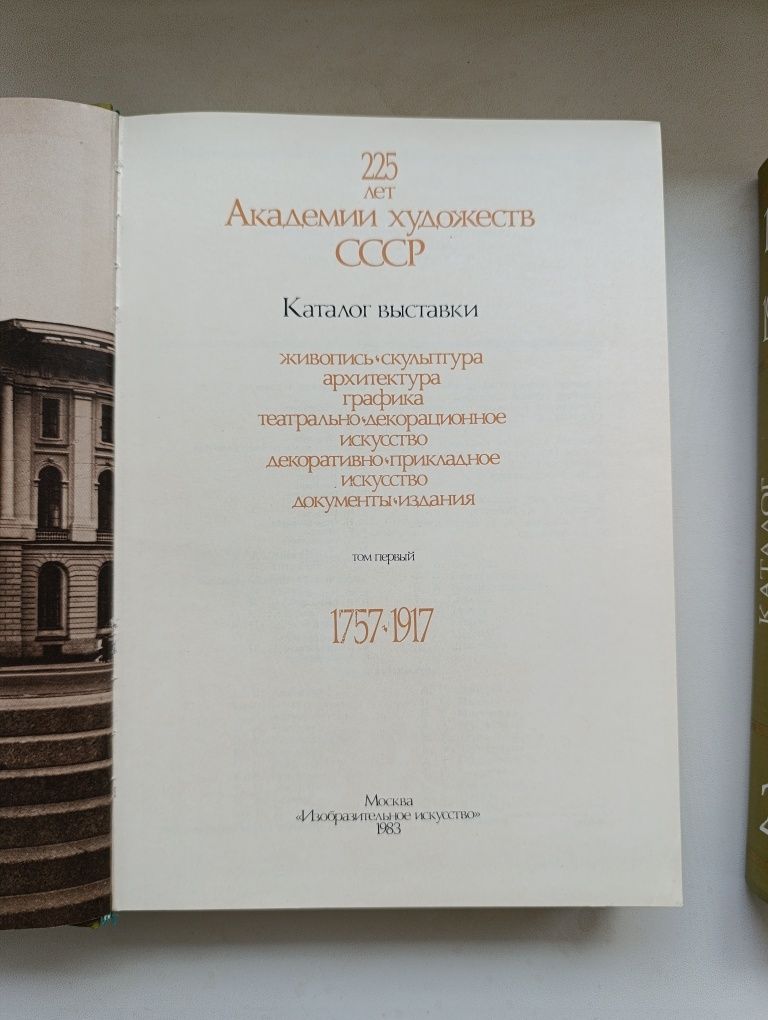 225
лет
Академии художеств
СССР
Каталог выставки
живопись·скульптура
архитектура
графика
театрально·декорационное
искусство
декоративно·прикладное
искусство
документы·издания
том первый
1757·1917
Москва
«Изобразительное искусство»
1983
КАТАЛОГ